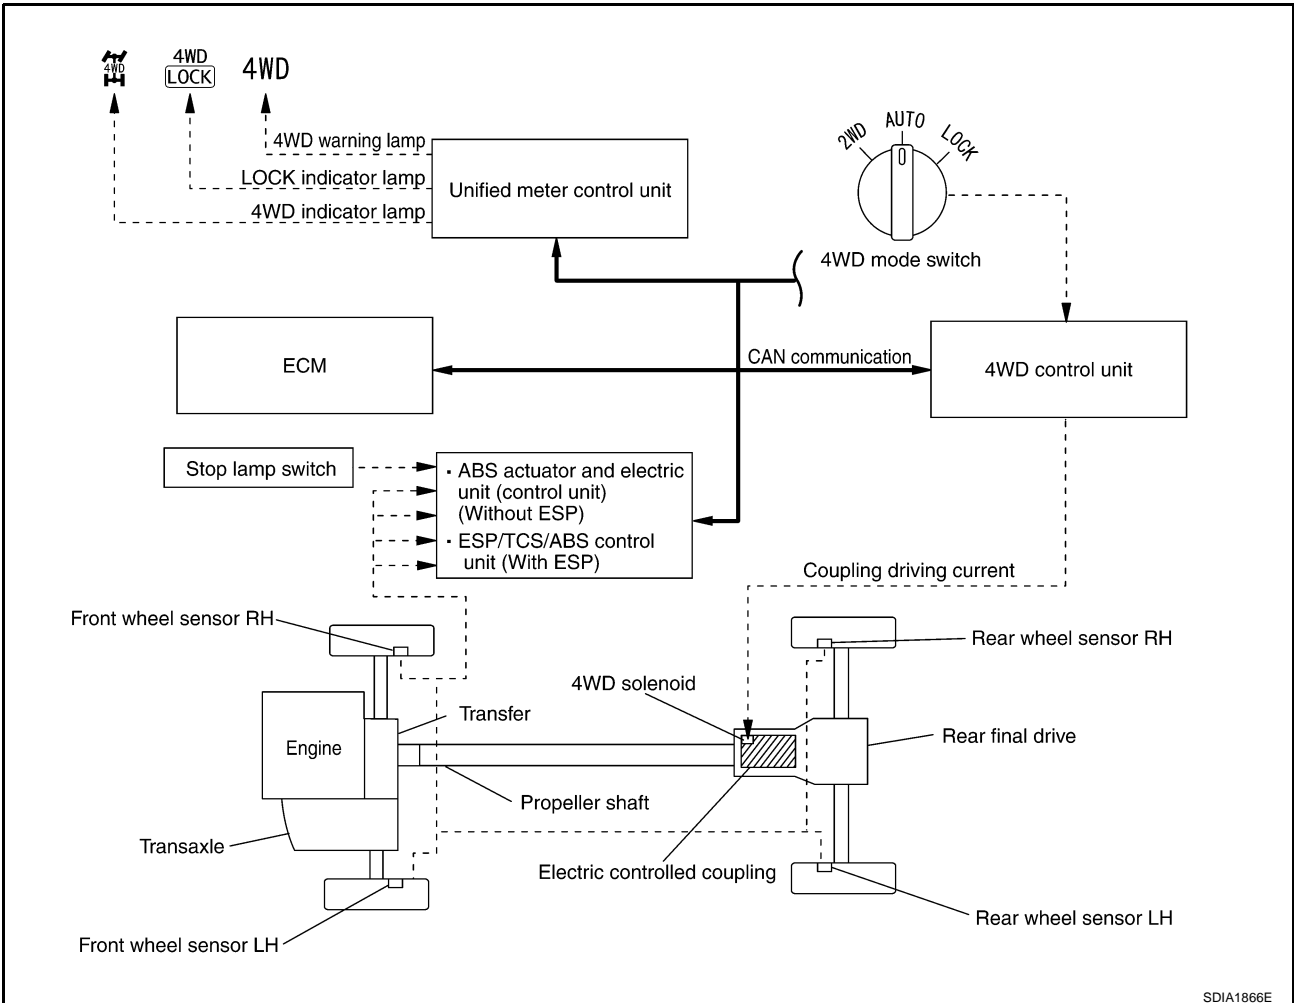 4WD
4WD
LOCK
4WD
4WD warning lamp
LOCK indicator lamp
4WD indicator lamp
Unified meter control unit
2WD
AUTO
LOCK
4WD mode switch
ECM
CAN communication
4WD control unit
Stop lamp switch
· ABS actuator and electric
unit (control unit)
(Without ESP)
· ESP/TCS/ABS control
unit (With ESP)
Coupling driving current
Front wheel sensor RH
Rear wheel sensor RH
4WD solenoid
Transfer
Engine
Rear final drive
Propeller shaft
Transaxle
Electric controlled coupling
Rear wheel sensor LH
Front wheel sensor LH
SDIA1866E